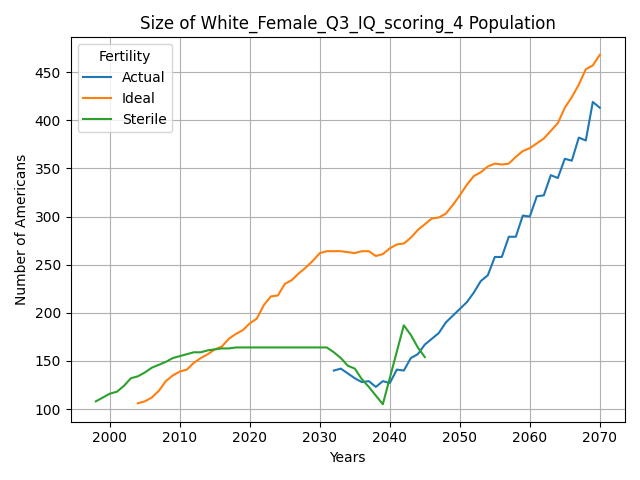 Size of White_Female_Q3_IQ_scoring_4 Population
Fertility
Actual
Ideal
Sterile
Number of Americans
450
400
350
300
250
200
150
100
2000 2010 2020 2030 2040 2050 2060 2070
Years